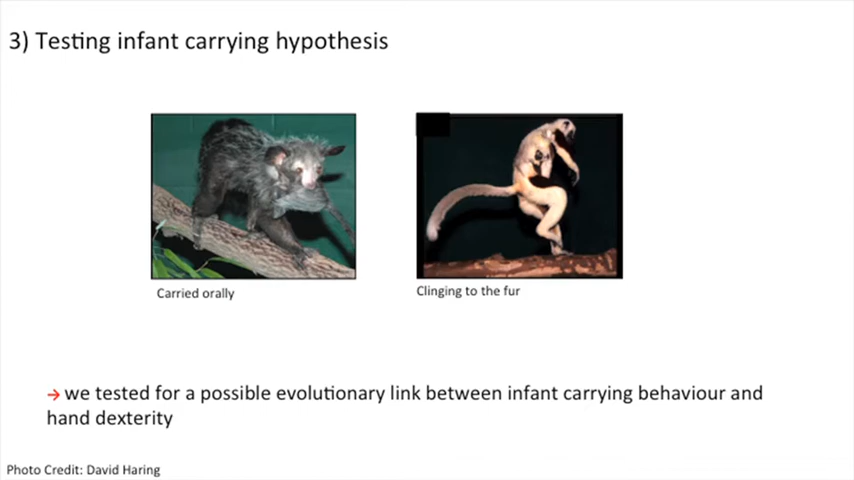 3) Testing infant carrying hypothesis
Carried orally
Clinging to the fur
→ we tested for a possible evolutionary link between infant carrying behaviour and
hand dexterity
Photo Credit: David Haring